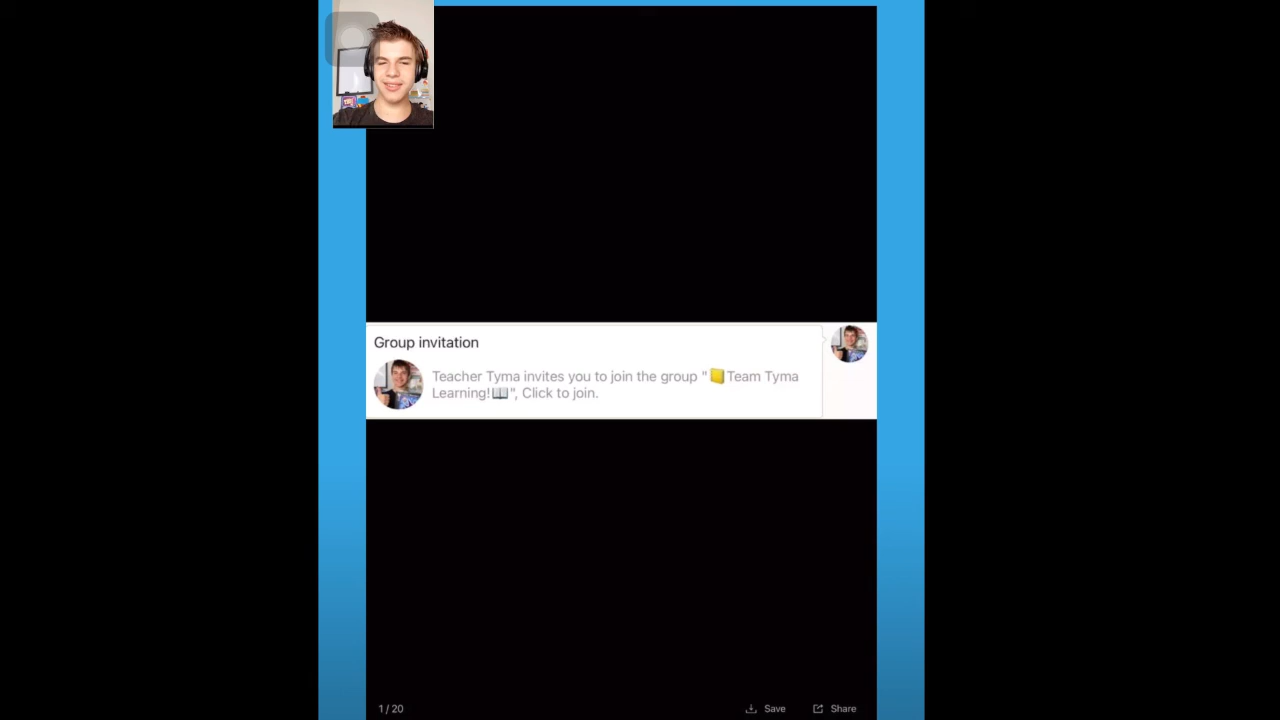 Group invitation
Teacher Tyma invites you to join the group "📒Team Tyma
Learning!📖", Click to join.
1 / 20
Save
Share